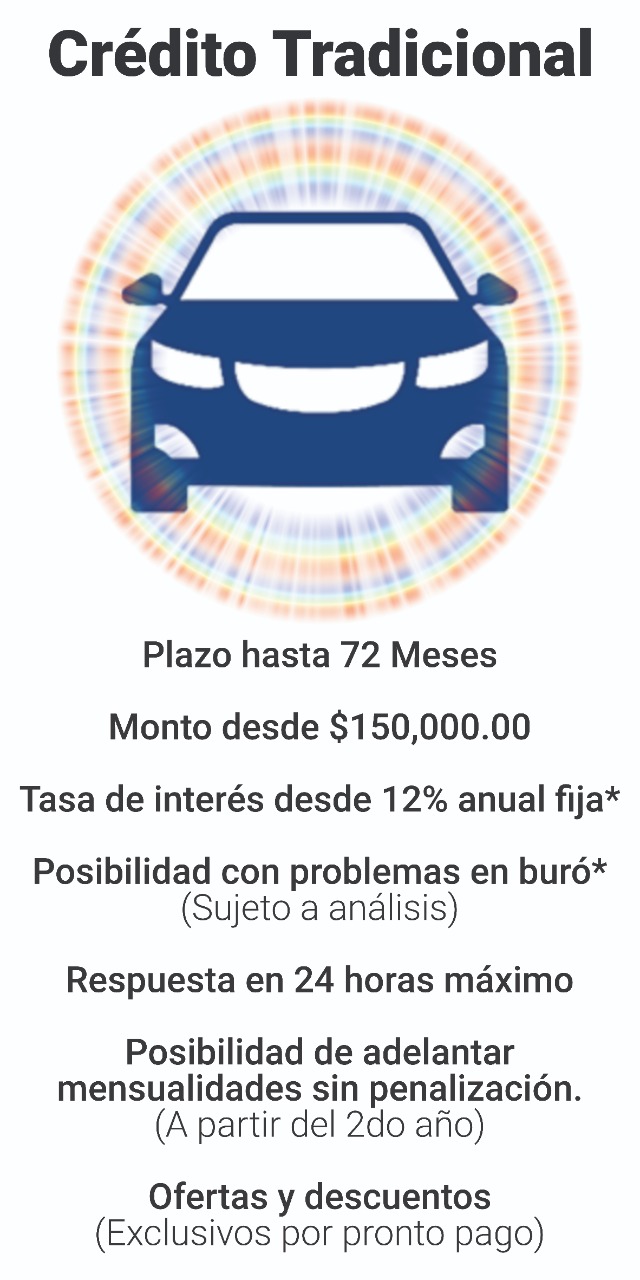 Crédito Tradicional
Plazo hasta 72 Meses
Monto desde $150,000.00
Tasa de interés desde 12% anual fija*
Posibilidad con problemas en buró*
(Sujeto a análisis)
Respuesta en 24 horas máximo
Posibilidad de adelantar
mensualidades sin penalización.
(A partir del 2do año)
Ofertas y descuentos
(Exclusivos por pronto pago)